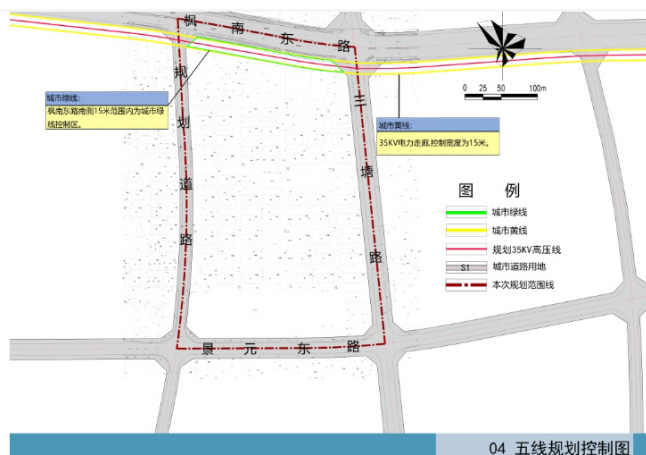 枫南东路
城市绿线:
枫南东路南侧15米范围内为城市绿
线控制区。
规划道路
三塘路
0 25 50 100m
城市黄线:
35KV电力走廊,控制宽度为15米。
图 例
城市绿线
城市黄线
规划35KV高压线
S1 城市道路用地
本次规划范围线
景元东路
04 五线规划控制图